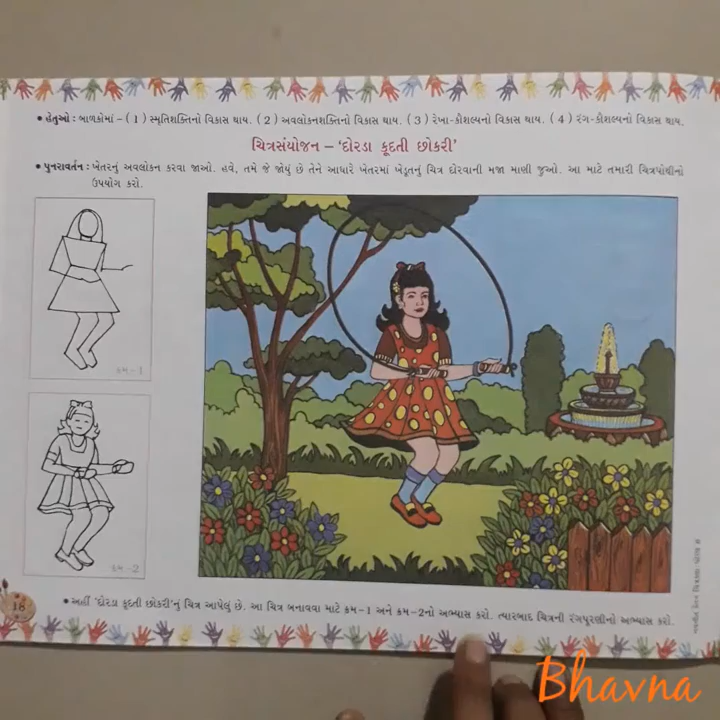 • હેતુઓ : બાળકોમાં – (1) સ્મૃતિશક્તિનો વિકાસ થાય. (2) અવલોકનશક્તિનો વિકાસ થાય. (3) રેખા-કૌશલ્યનો વિકાસ થાય. (4) રંગ-કૌશલ્યનો વિકાસ થાય.
ચિત્રસંયોજન – ‘દોરડા કૂદતી છોકરી’
• પુનરાવર્તન : ખેતરનું અવલોકન કરવા જાઓ. હવે, તમે જે જોયું છે તેને આધારે ખેતરમાં ખેડૂતનું ચિત્ર દોરવાની મજા માણી જુઓ. આ માટે તમારી ચિત્રપોથીનો
ઉપયોગ કરો.
ક્રમ-1
ક્રમ-2
• અહીં ‘દોરડા કૂદતી છોકરી’નું ચિત્ર આપેલું છે. આ ચિત્ર બનાવવા માટે ક્રમ-1 અને ક્રમ-2નો અભ્યાસ કરો. ત્યારબાદ ચિત્રની રંગપૂરણીનો અભ્યાસ કરો.
18
Bhavna